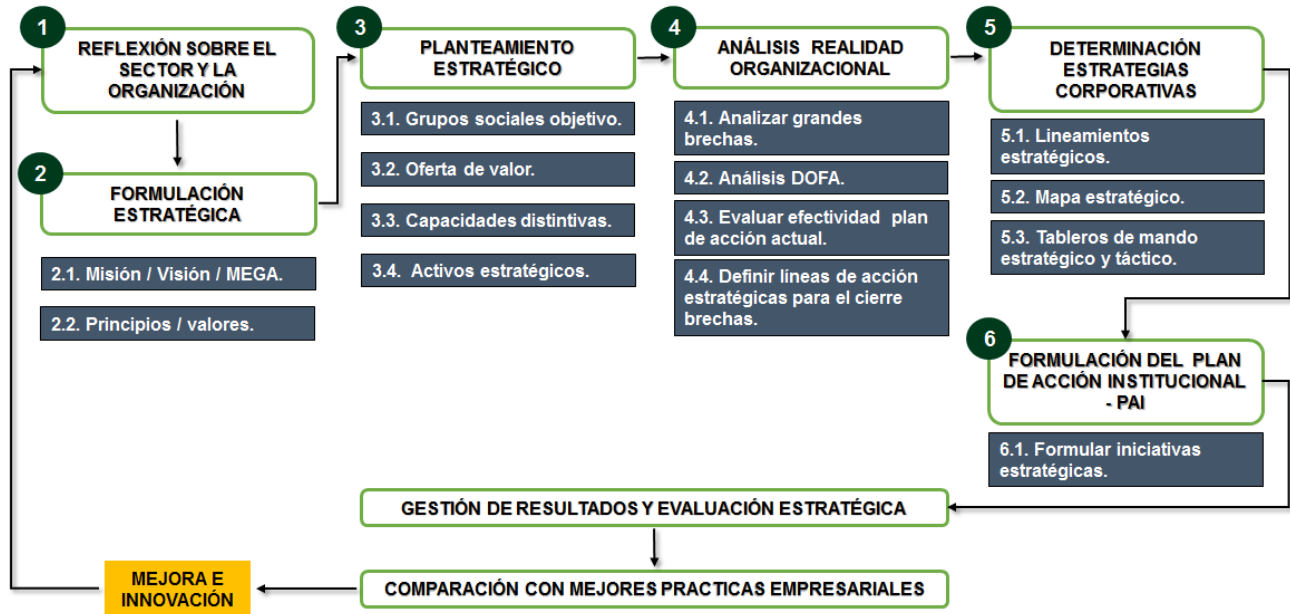 1
REFLEXIÓN SOBRE EL
SECTOR Y LA
ORGANIZACIÓN
2
FORMULACIÓN
ESTRATÉGICA
2.1. Misión / Visión / MEGA.
2.2. Principios / valores.
3
PLANTEAMIENTO
ESTRATÉGICO
3.1. Grupos sociales objetivo.
3.2. Oferta de valor.
3.3. Capacidades distintivas.
3.4. Activos estratégicos.
4
ANÁLISIS REALIDAD
ORGANIZACIONAL
4.1. Analizar grandes
brechas.
4.2. Análisis DOFA.
4.3. Evaluar efectividad plan
de acción actual.
4.4. Definir líneas de acción
estratégicas para el cierre
brechas.
5
DETERMINACIÓN
ESTRATEGIAS
CORPORATIVAS
5.1. Lineamientos
estratégicos.
5.2. Mapa estratégico.
5.3. Tableros de mando
estratégico y táctico.
6
FORMULACIÓN DEL PLAN
DE ACCIÓN INSTITUCIONAL
- PAI
6.1. Formular iniciativas
estratégicas.
GESTIÓN DE RESULTADOS Y EVALUACIÓN ESTRATÉGICA
COMPARACIÓN CON MEJORES PRACTICAS EMPRESARIALES
MEJORA E
INNOVACIÓN